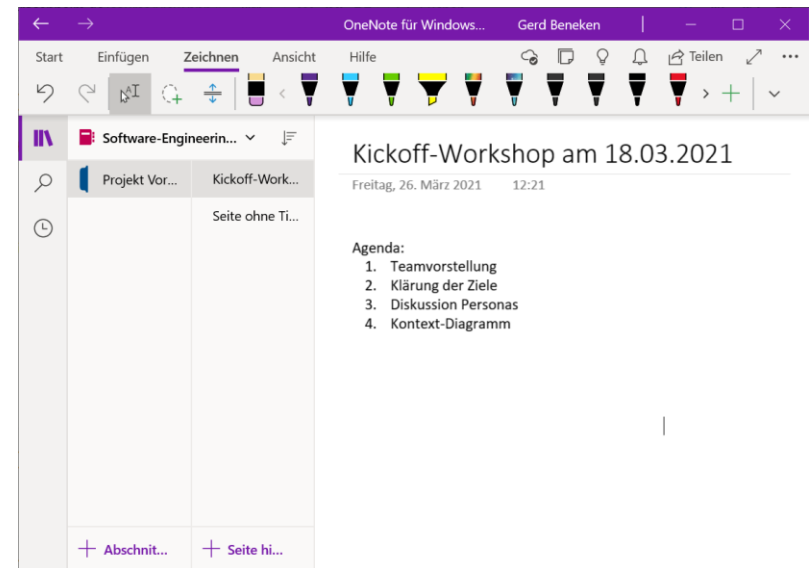 OneNote für Windows... Gerd Beneken
Start Einfügen Zeichnen Ansicht Hilfe Teilen
Software-Engineerin...
Projekt Vor...
Kickoff-Work...
Seite ohne Ti...
Kickoff-Workshop am 18.03.2021
Freitag, 26. März 2021 12:21
Agenda:
1. Teamvorstellung
2. Klärung der Ziele
3. Diskussion Personas
4. Kontext-Diagramm
Abschnit... Seite hi...